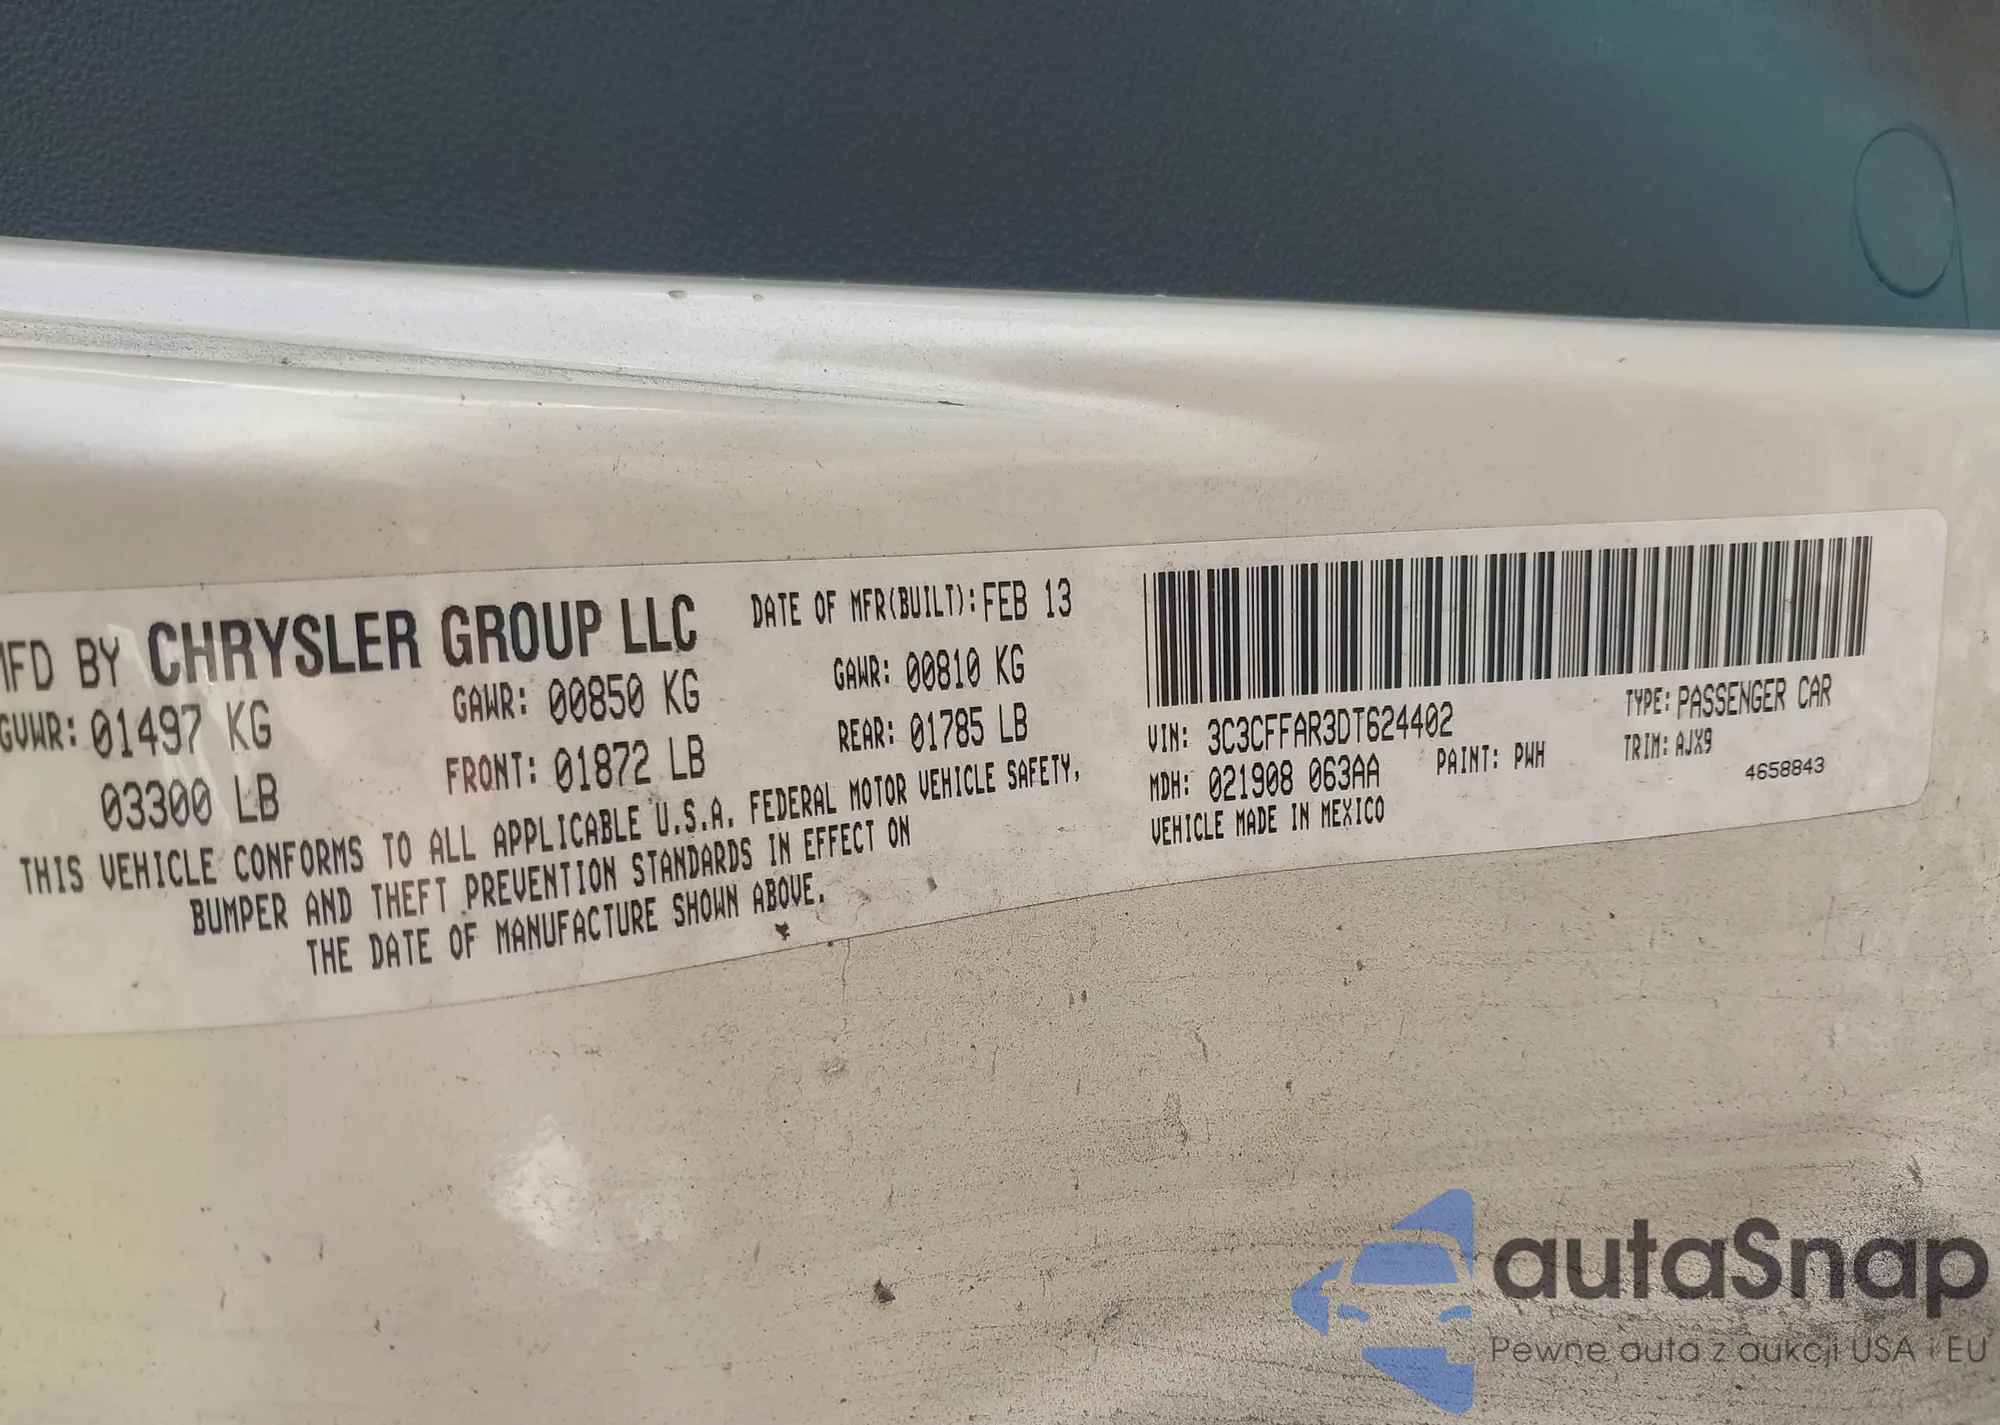 MFD BY CHRYSLER GROUP LLC DATE OF MFR(BUILT): FEB 13
GVWR: 01497 KG GAWR: 00850 KG GAWR: 00810 KG
03300 LB FRONT: 01872 LB REAR: 01785 LB
THIS VEHICLE CONFORMS TO ALL APPLICABLE U.S.A. FEDERAL MOTOR VEHICLE SAFETY,
BUMPER AND THEFT PREVENTION STANDARDS IN EFFECT ON
THE DATE OF MANUFACTURE SHOWN ABOVE.
VIN: 3C3CFFAR3DT624402 TYPE: PASSENGER CAR
MDH: 021908 063AA PAINT: PWH TRIM: AJX9
VEHICLE MADE IN MEXICO 4658843
autaSnap
Pewne auta z aukcji USA i EU